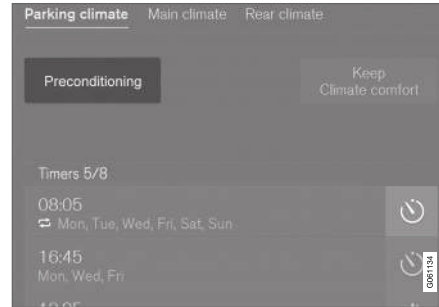 Parking climate Main climate Rear climate
Preconditioning
Keep
Climate comfort
Timers 5/8
08:05
Mon, Tue, Wed, Fri, Sat, Sun
16:45
Mon, Wed, Fri
G061134